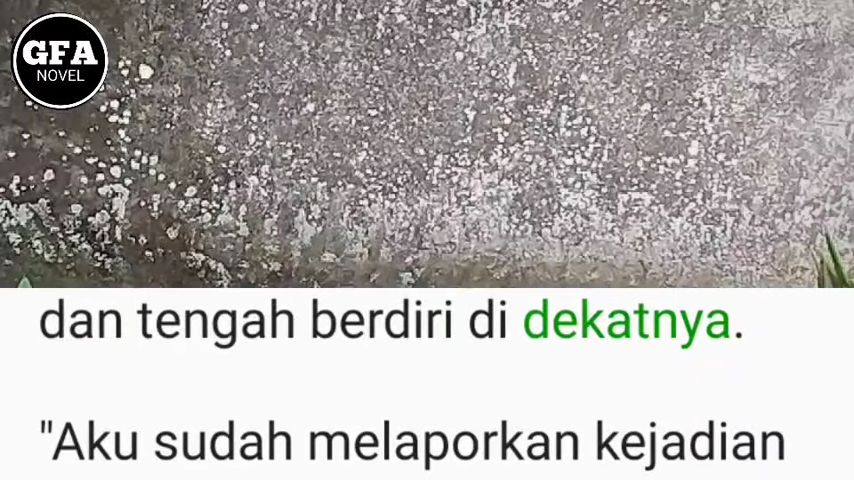 GFA
NOVEL
dan tengah berdiri di dekatnya.
"Aku sudah melaporkan kejadian